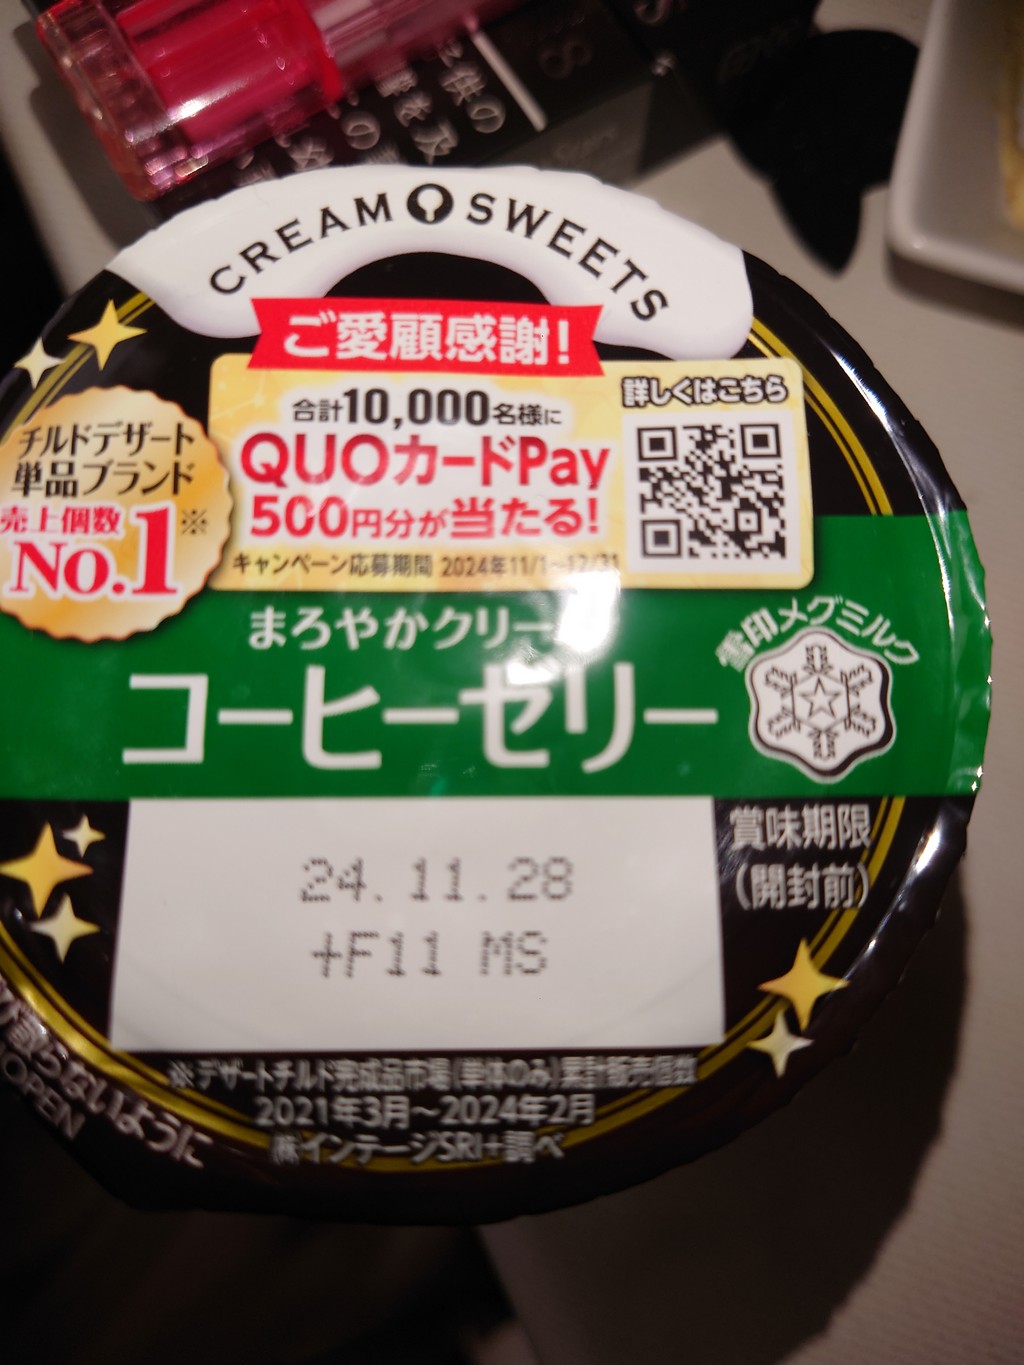 CREAM SWEETS
ご愛顧感謝!
合計10,000名様に
QUOカードPay
500円分が当たる!
キャンペーン応募期間 2024年11/1~12/31
詳しくはこちら
チルドデザート
単品ブランド
売上個数※
No.1
まろやかクリー
コーヒーゼリー
雪印メグミルク
賞味期限
(開封前)
24.11.28
+F11 MS
※デザートチルド完成品市場(単体のみ)累計販売個数
2021年3月~2024年2月
㈱インテージSRI+調べ
らないように
OPEN